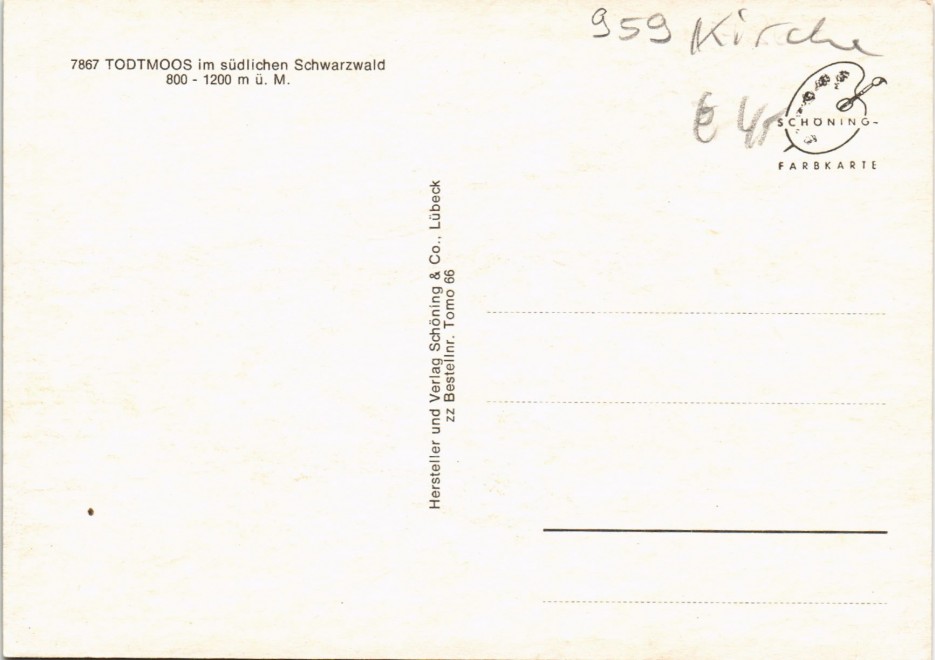 7867 TODTMOOS im südlichen Schwarzwald
800 - 1200 m ü. M.
959 Kirche
€
SCHÖNING-
FARBKARTE
Hersteller und Verlag Schöning & Co., Lübeck
zz Bestellnr. Tomo 66